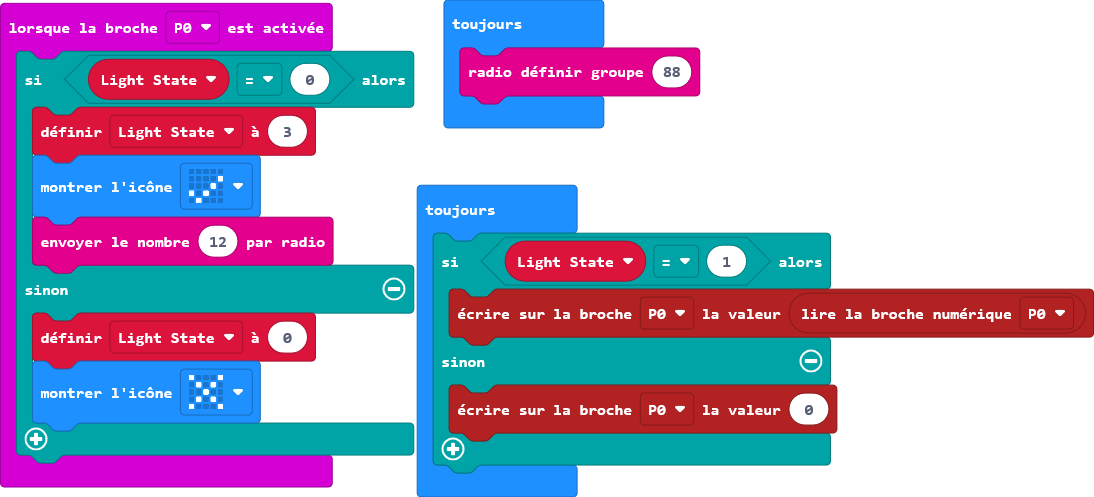 lorsque la broche P0 est activée
si Light State = 0 alors
définir Light State à 3
montrer l'icône
envoyer le nombre 12 par radio
sinon
définir Light State à 0
montrer l'icône
toujours
radio définir groupe 88
toujours
si Light State = 1 alors
écrire sur la broche P0 la valeur lire la broche numérique P0
sinon
écrire sur la broche P0 la valeur 0